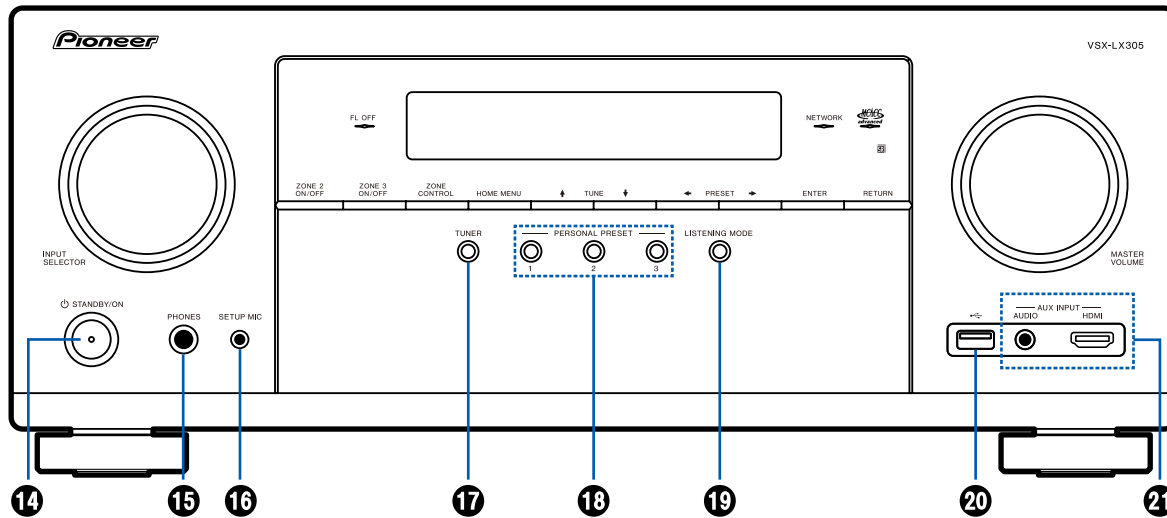 Pioneer
VSX-LX305
FL OFF
NETWORK
MCACC
advanced
ZONE 2
ON/OFF
ZONE 3
ON/OFF
ZONE
CONTROL
HOME MENU
TUNE
PRESET
ENTER
RETURN
TUNER
PERSONAL PRESET
LISTENING MODE
1
2
3
INPUT
SELECTOR
MASTER
VOLUME
STANDBY/ON
PHONES
SETUP MIC
AUX INPUT
AUDIO
HDMI
14
15
16
17
18
19
20
21